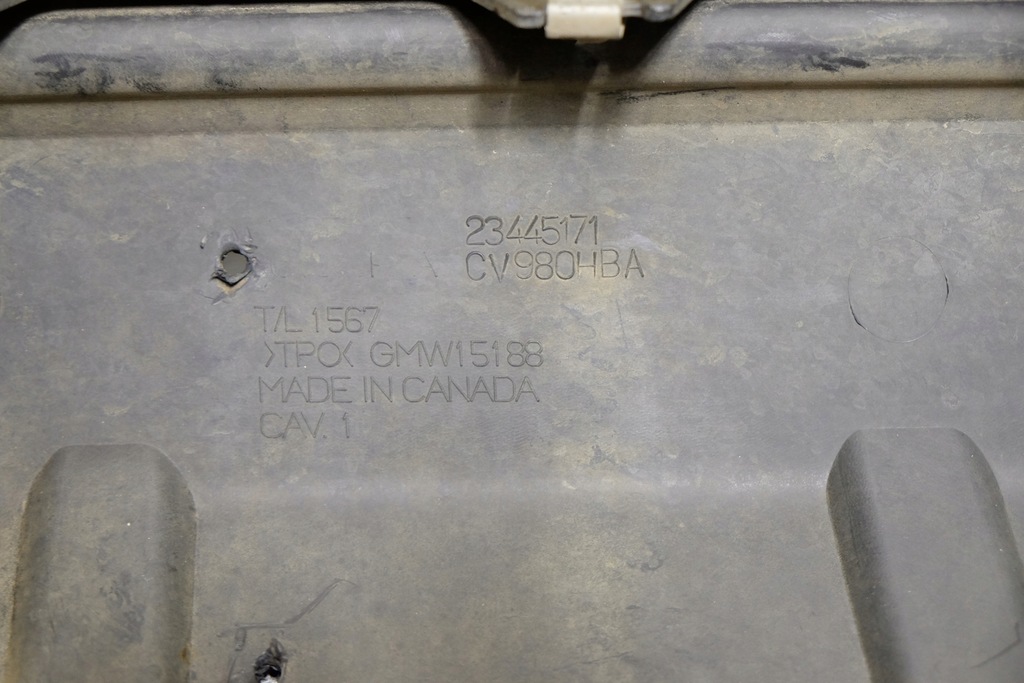 23445171
CV980HBA
T/L 1567
>TPO< GMW15188
MADE IN CANADA
CAV. 1